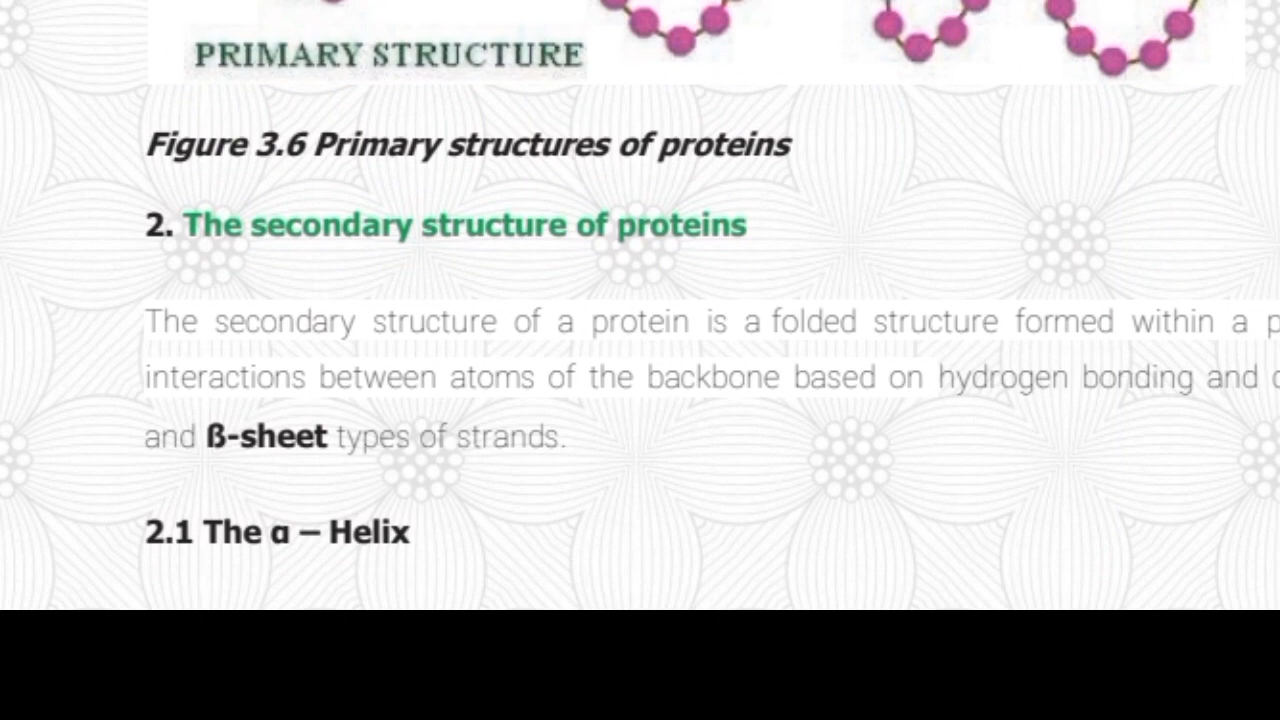 PRIMARY STRUCTURE
Figure 3.6 Primary structures of proteins
2. The secondary structure of proteins
The secondary structure of a protein is a folded structure formed within a
interactions between atoms of the backbone based on hydrogen bonding and
and ß-sheet types of strands.
2.1 The α – Helix